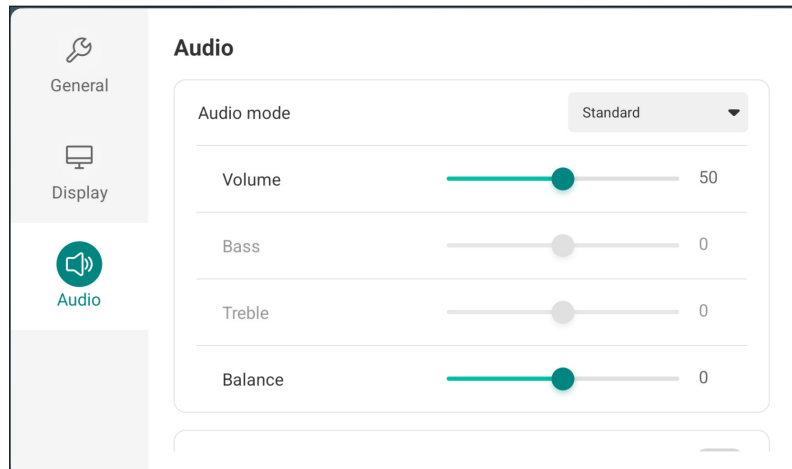 General
Display
Audio
Audio
Audio mode
Standard
Volume
50
Bass
0
Treble
0
Balance
0